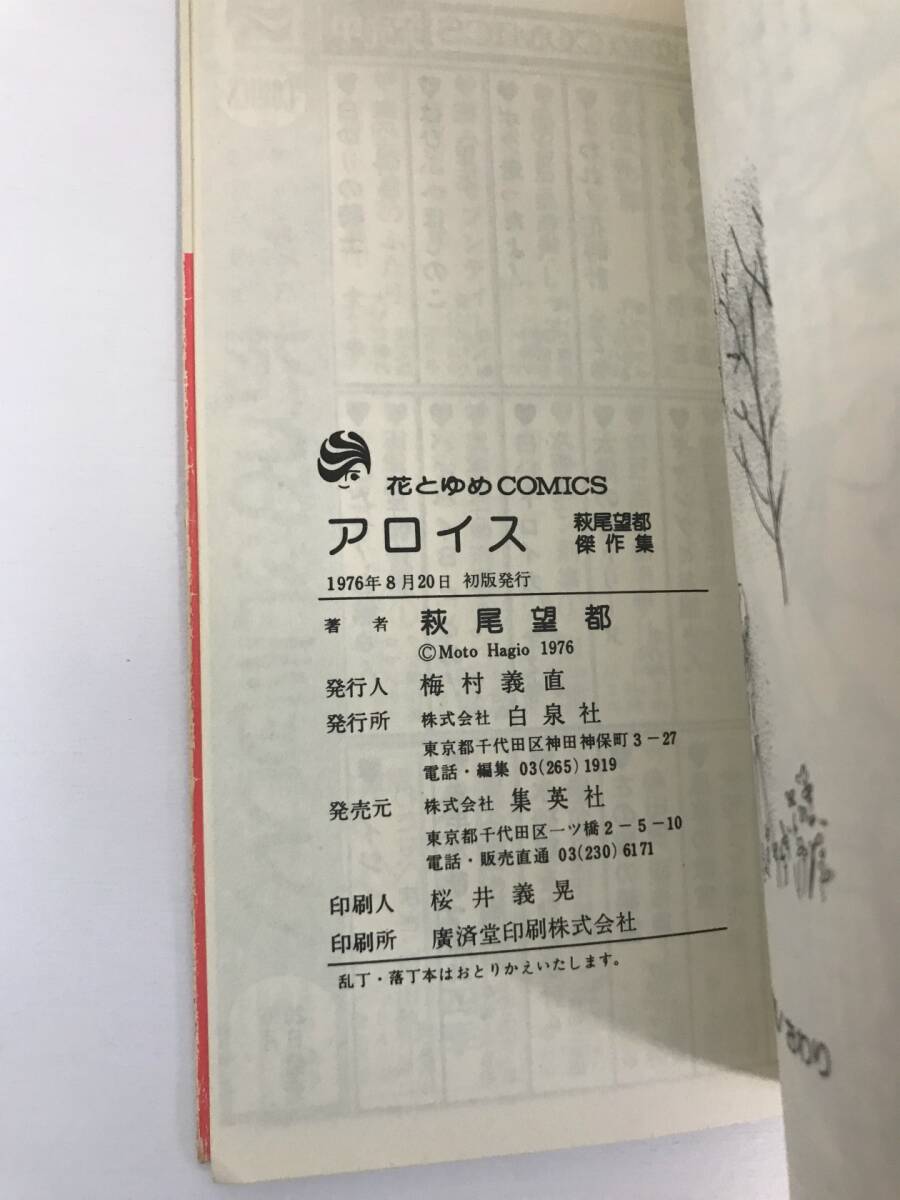 花とゆめCOMICS
アロイス 萩尾望都
傑作集
1976年8月20日 初版発行
著者 萩尾望都
©Moto Hagio 1976
発行人 梅村義直
発行所 株式会社 白泉社
東京都千代田区神田神保町3-27
電話・編集 03(265)1919
発売元 株式会社 集英社
東京都千代田区一ツ橋2-5-10
電話・販売直通 03(230)6171
印刷人 桜井義晃
印刷所 廣済堂印刷株式会社
乱丁・落丁本はおとりかえいたします。